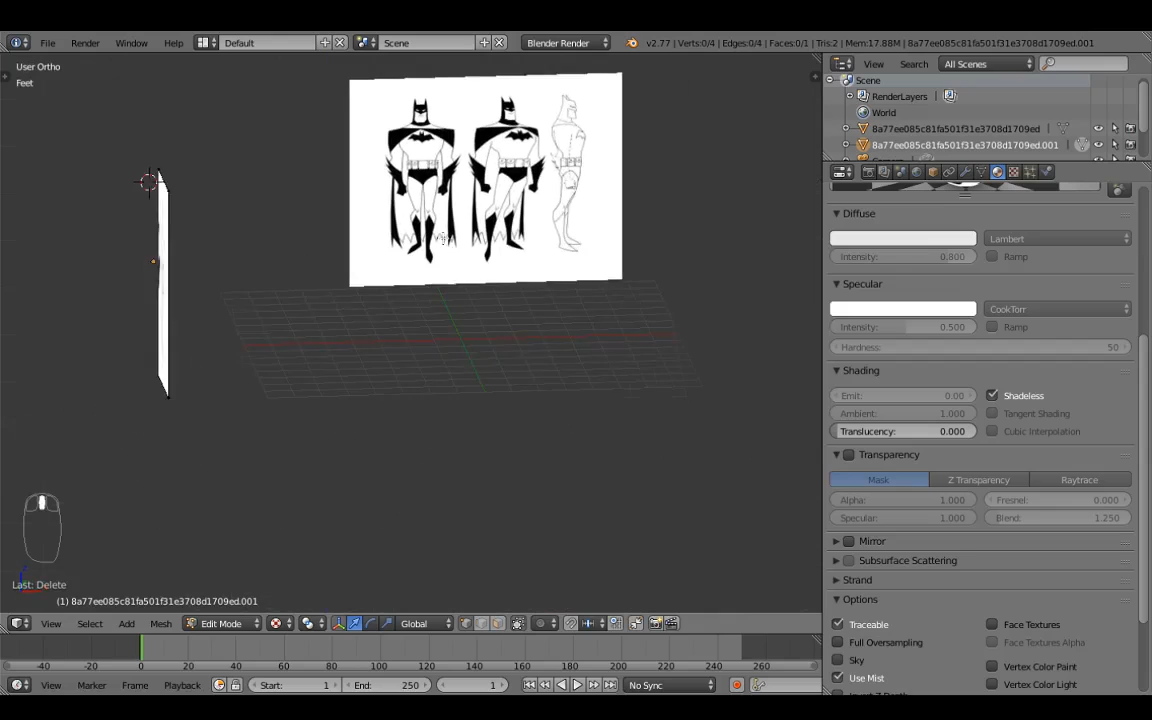 File Render Window Help Default Scene Blender Render v2.77 | Verts:0/4 | Edges:0/4 | Faces:0/1 | Tris:2 | Mem:17.88M | 8a77ee085c81fa501f31e3708d1709ed.001
User Ortho
Feet
View Search All Scenes
Scene
RenderLayers
World
8a77ee085c81fa501f31e3708d1709ed
8a77ee085c81fa501f31e3708d1709ed.001
Diffuse
Lambert
Intensity: 0.800 Ramp
Specular
CookTorr
Intensity: 0.500 Ramp
Hardness: 50
Shading
Emit: 0.00 Shadeless
Ambient: 1.000 Tangent Shading
Translucency: 0.000 Cubic Interpolation
Transparency
Mask Z Transparency Raytrace
Alpha: 1.000 Fresnel: 0.000
Specular: 1.000 Blend: 1.250
Mirror
Subsurface Scattering
Strand
Options
Traceable Face Textures
Full Oversampling Face Textures Alpha
Sky Vertex Color Paint
Use Mist Vertex Color Light
Last: Delete
(1) 8a77ee085c81fa501f31e3708d1709ed.001
View Select Add Mesh Edit Mode Global
-40 -20 0 20 40 60 80 100 120 140 160 180 200 220 240 260
View Marker Frame Playback Start: 1 End: 250 1 No Sync